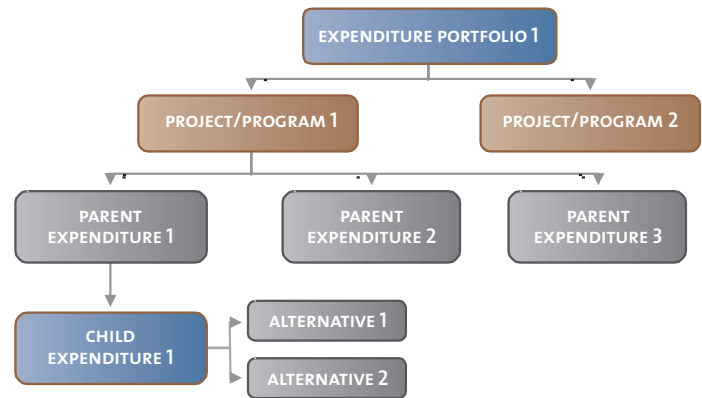 EXPENDITURE PORTFOLIO 1
PROJECT/PROGRAM 1
PROJECT/PROGRAM 2
PARENT
EXPENDITURE 1
PARENT
EXPENDITURE 2
PARENT
EXPENDITURE 3
CHILD
EXPENDITURE 1
ALTERNATIVE 1
ALTERNATIVE 2